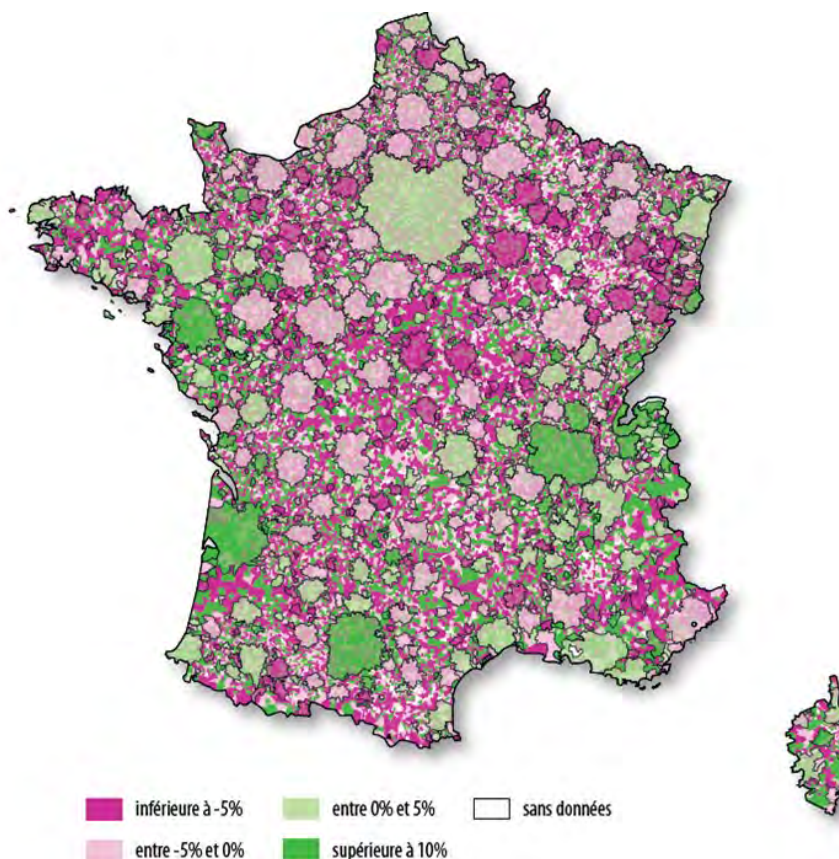 inférieure à -5%
entre 0% et 5%
sans données
entre -5% et 0%
supérieure à 10%